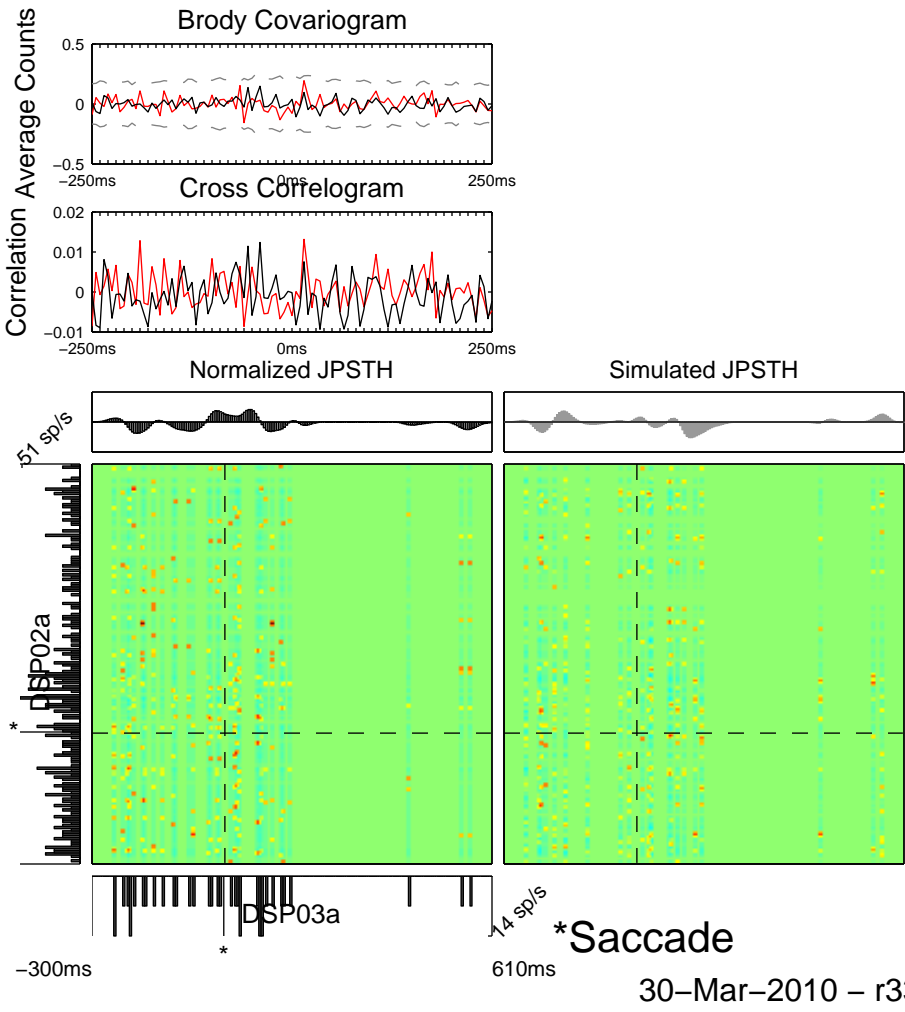 Brody Covariogram
Average Counts
0.5
0
−0.5
−250ms
0ms
250ms
Cross Correlogram
Correlation
0.02
0.01
0
−0.01
−250ms
0ms
250ms
Normalized JPSTH
Simulated JPSTH
51 sp/s
DSP02a
*
DSP03a
14 sp/s
*
*Saccade
−300ms
610ms
30−Mar−2010 − r33